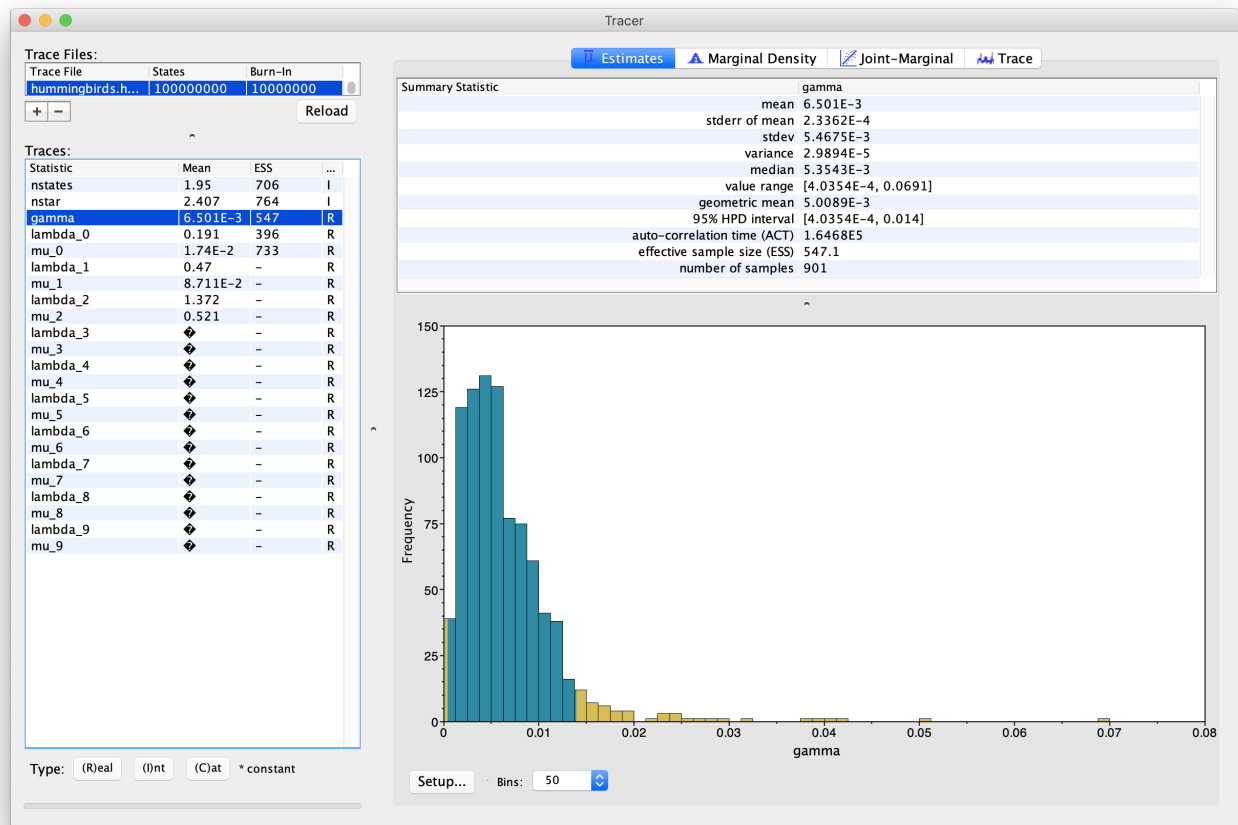 Tracer
Trace Files:
Trace File States Burn-In
hummingbirds.h... 100000000 10000000
+ −
Reload
Traces:
Statistic Mean ESS ...
nstates 1.95 706 I
nstar 2.407 764 I
gamma 6.501E-3 547 R
lambda_0 0.191 396 R
mu_0 1.74E-2 733 R
lambda_1 0.47 - R
mu_1 8.711E-2 - R
lambda_2 1.372 - R
mu_2 0.521 - R
lambda_3 � - R
mu_3 � - R
lambda_4 � - R
mu_4 � - R
lambda_5 � - R
mu_5 � - R
lambda_6 � - R
mu_6 � - R
lambda_7 � - R
mu_7 � - R
lambda_8 � - R
mu_8 � - R
lambda_9 � - R
mu_9 � - R
Type: (R)eal (I)nt (C)at * constant
Estimates Marginal Density Joint-Marginal Trace
Summary Statistic gamma
mean 6.501E-3
stderr of mean 2.3362E-4
stdev 5.4675E-3
variance 2.9894E-5
median 5.3543E-3
value range [4.0354E-4, 0.0691]
geometric mean 5.0089E-3
95% HPD interval [4.0354E-4, 0.014]
auto-correlation time (ACT) 1.6468E5
effective sample size (ESS) 547.1
number of samples 901
150
125
100
75
50
25
0
Frequency
0 0.01 0.02 0.03 0.04 0.05 0.06 0.07 0.08
gamma
Setup... Bins: 50